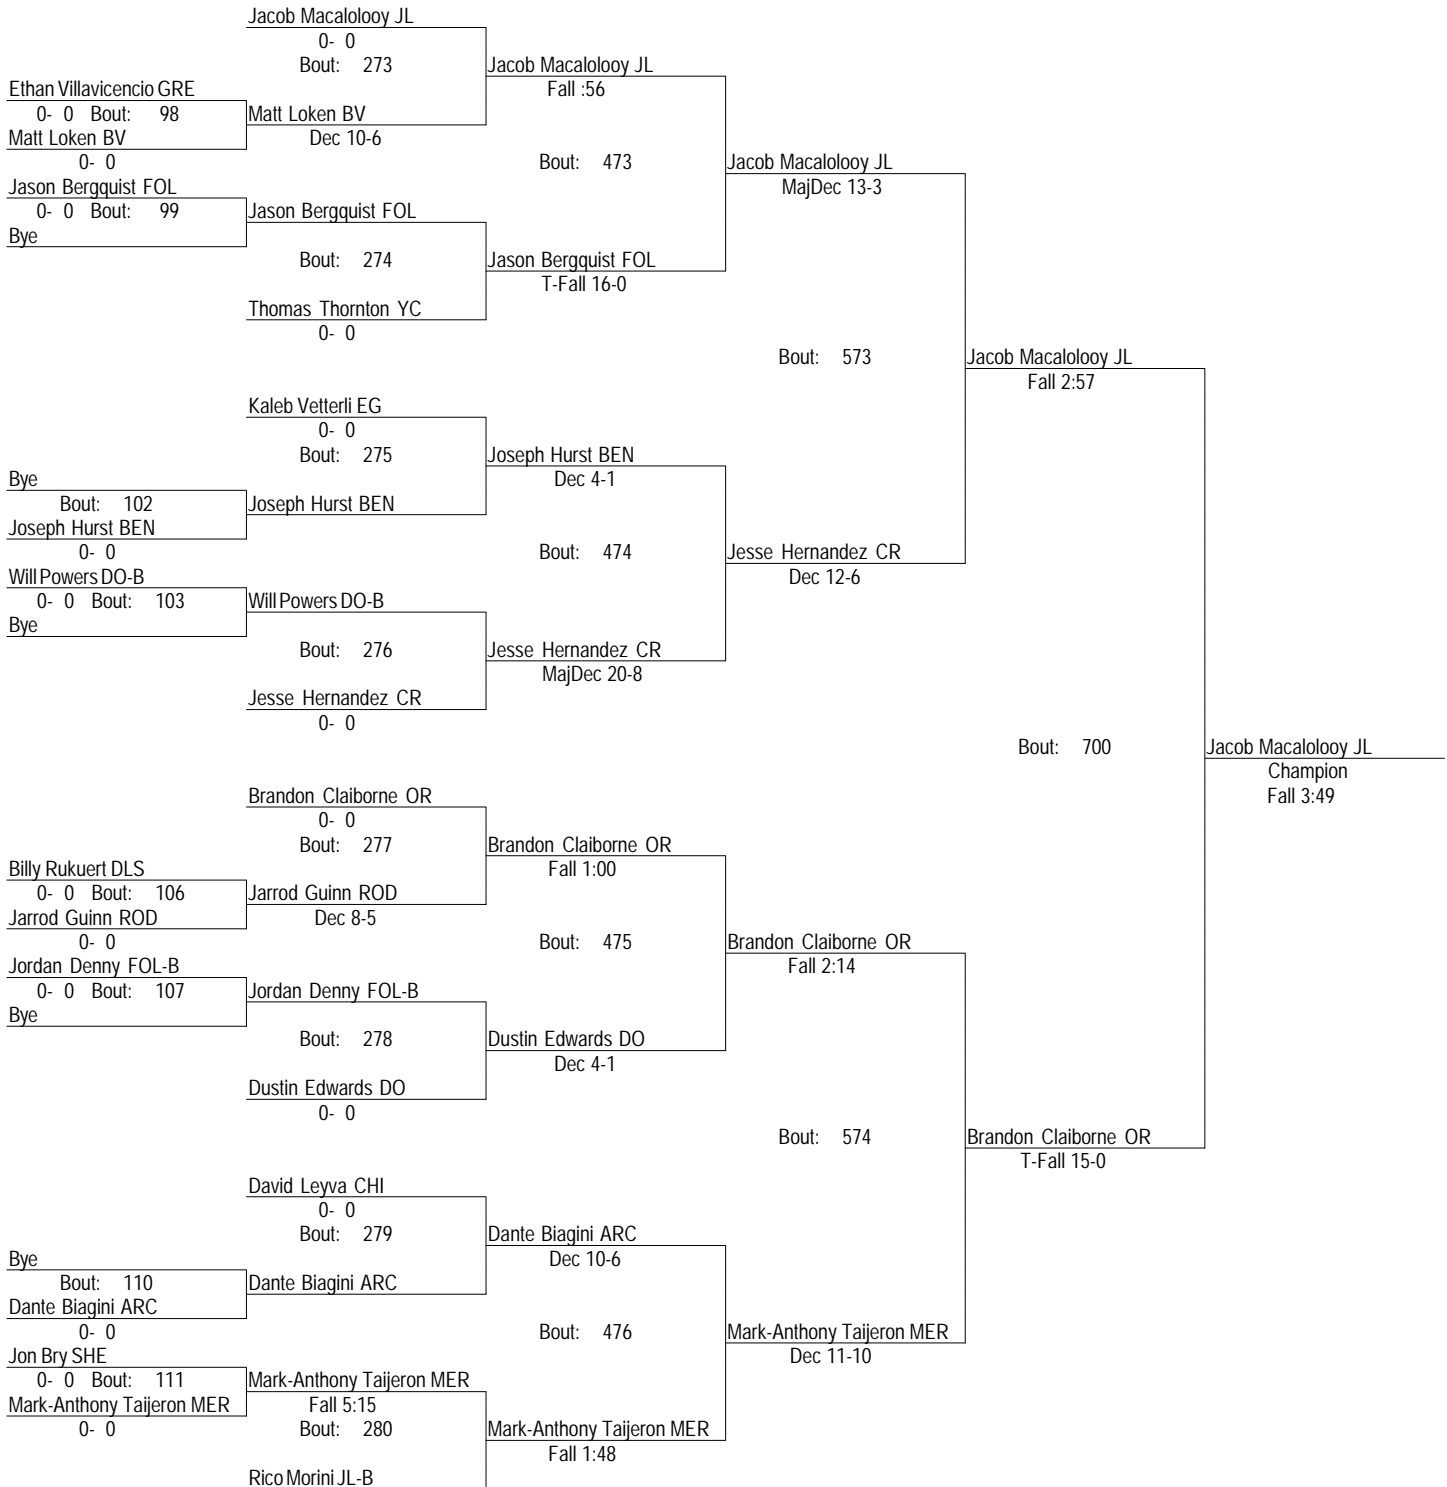 Jacob Macalolooy JL
0- 0
Bout: 273
Jacob Macalolooy JL
Fall :56
Ethan Villavicencio GRE
0- 0 Bout: 98
Matt Loken BV
Matt Loken BV
Dec 10-6
0- 0
Bout: 473
Jacob Macalolooy JL
MajDec 13-3
Jason Bergquist FOL
0- 0 Bout: 99
Jason Bergquist FOL
Bye
Bout: 274
Jason Bergquist FOL
T-Fall 16-0
Thomas Thornton YC
0- 0
Bout: 573
Jacob Macalolooy JL
Fall 2:57
Kaleb Vetterli EG
0- 0
Bout: 275
Joseph Hurst BEN
Dec 4-1
Bye
Bout: 102
Joseph Hurst BEN
Joseph Hurst BEN
0- 0
Bout: 474
Jesse Hernandez CR
Dec 12-6
Will Powers DO-B
0- 0 Bout: 103
Will Powers DO-B
Bye
Bout: 276
Jesse Hernandez CR
MajDec 20-8
Jesse Hernandez CR
0- 0
Bout: 700
Jacob Macalolooy JL
Champion
Fall 3:49
Brandon Claiborne OR
0- 0
Bout: 277
Brandon Claiborne OR
Fall 1:00
Billy Rukuert DLS
0- 0 Bout: 106
Jarrod Guinn ROD
Jarrod Guinn ROD
Dec 8-5
0- 0
Bout: 475
Brandon Claiborne OR
Fall 2:14
Jordan Denny FOL-B
0- 0 Bout: 107
Jordan Denny FOL-B
Bye
Bout: 278
Dustin Edwards DO
Dec 4-1
Dustin Edwards DO
0- 0
Bout: 574
Brandon Claiborne OR
T-Fall 15-0
David Leyva CHI
0- 0
Bout: 279
Dante Biagini ARC
Dec 10-6
Bye
Bout: 110
Dante Biagini ARC
Dante Biagini ARC
0- 0
Bout: 476
Mark-Anthony Taijeron MER
Dec 11-10
Jon Bry SHE
0- 0 Bout: 111
Mark-Anthony Taijeron MER
Mark-Anthony Taijeron MER
Fall 5:15
0- 0
Bout: 280
Mark-Anthony Taijeron MER
Fall 1:48
Rico Morini JL-B